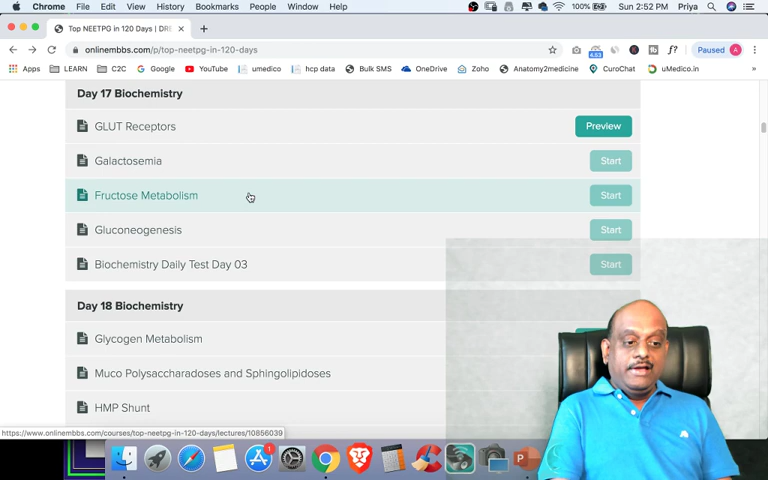 Chrome File Edit View History Bookmarks People Window Help 100% Sun 2:52 PM Priya
Top NEETPG in 120 Days | DRE
onlinembbs.com/p/top-neetpg-in-120-days Paused A
Apps LEARN C2C Google YouTube umedico hcp data Bulk SMS OneDrive Zoho Anatomy2medicine CuroChat uMedico.in
Day 17 Biochemistry
GLUT Receptors Preview
Galactosemia Start
Fructose Metabolism Start
Gluconeogenesis Start
Biochemistry Daily Test Day 03 Start
Day 18 Biochemistry
Glycogen Metabolism
Muco Polysaccharadoses and Sphingolipidoses
HMP Shunt
https://www.onlinembbs.com/courses/top-neetpg-in-120-days/lectures/10856039